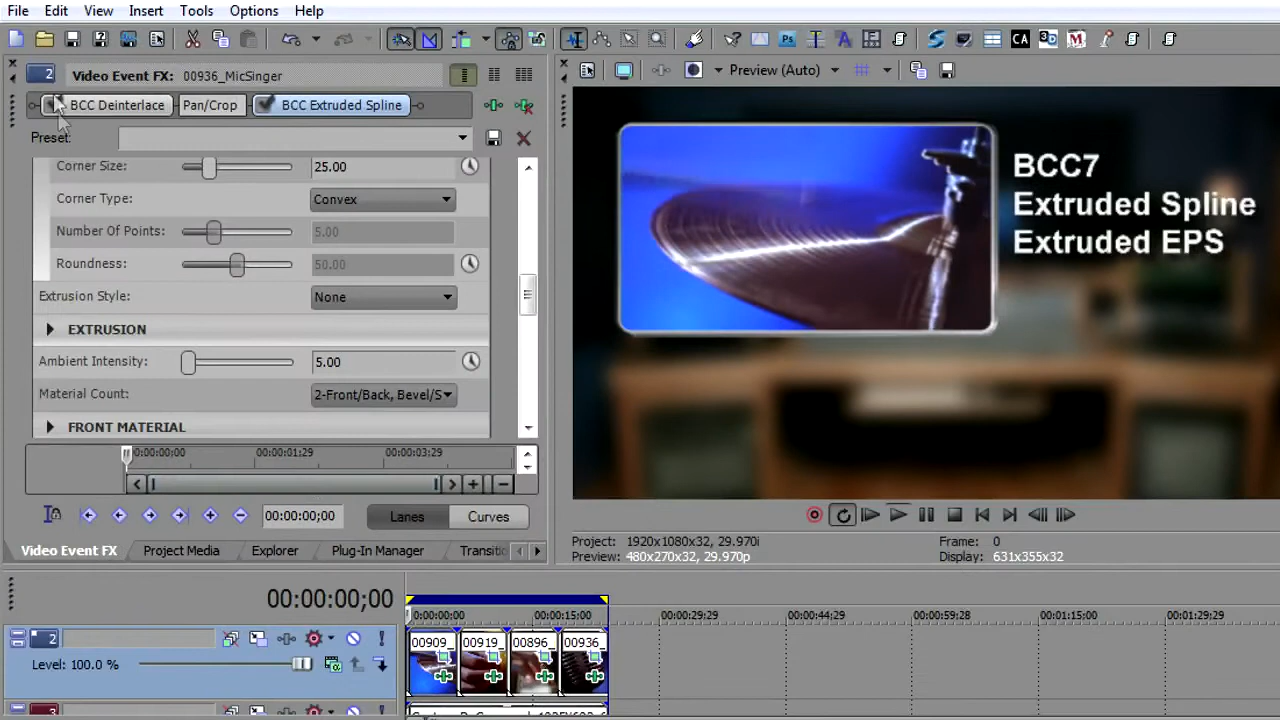 File Edit View Insert Tools Options Help
2 Video Event FX: 00936_MicSinger
Preview (Auto)
BCC Deinterlace Pan/Crop BCC Extruded Spline
Preset:
Corner Size: 25.00
Corner Type: Convex
Number Of Points: 5.00
Roundness: 50.00
Extrusion Style: None
EXTRUSION
Ambient Intensity: 5.00
Material Count: 2-Front/Back, Bevel/S
FRONT MATERIAL
BCC7
Extruded Spline
Extruded EPS
00:00:00;00 00:00:01:29 00:00:03:29
00:00:00;00 Lanes Curves
Video Event FX Project Media Explorer Plug-In Manager Transitio
Project: 1920x1080x32, 29.970i
Preview: 480x270x32, 29.970p
Frame: 0
Display: 631x355x32
00:00:00;00
0:00:00:00 00:00:15:00 00:00:29:29 00:00:44:29 00:00:59:28 00:01:15:00 00:01:29:29
2
Level: 100.0 %
00909_ 00919_ 00896_ 00936_
3